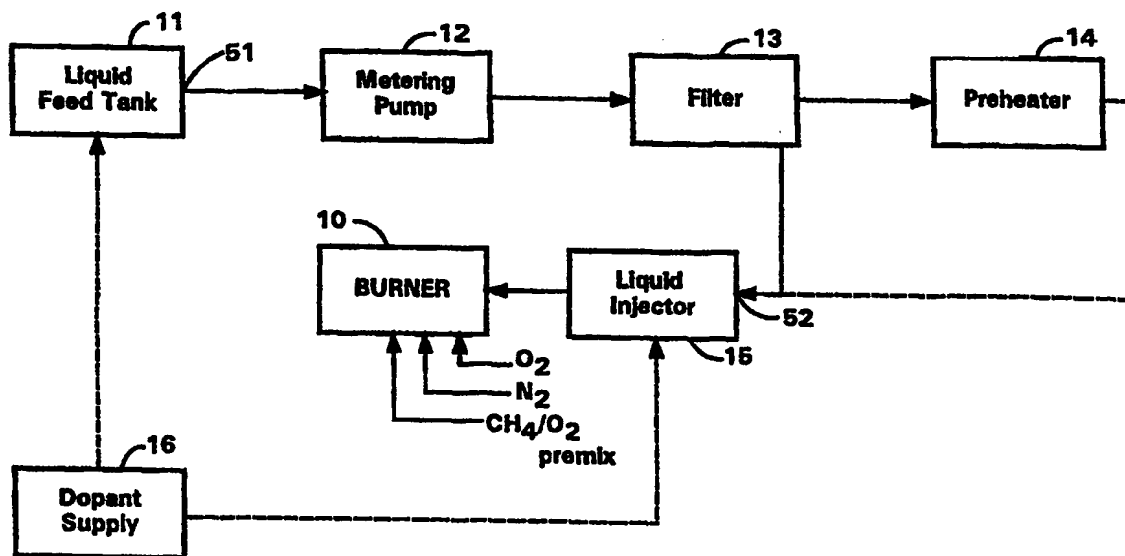 11
51
Liquid
Feed Tank
12
Metering
Pump
13
Filter
14
Preheater
10
BURNER
Liquid
Injector
52
15
O2
N2
CH4/O2
premix
16
Dopant
Supply